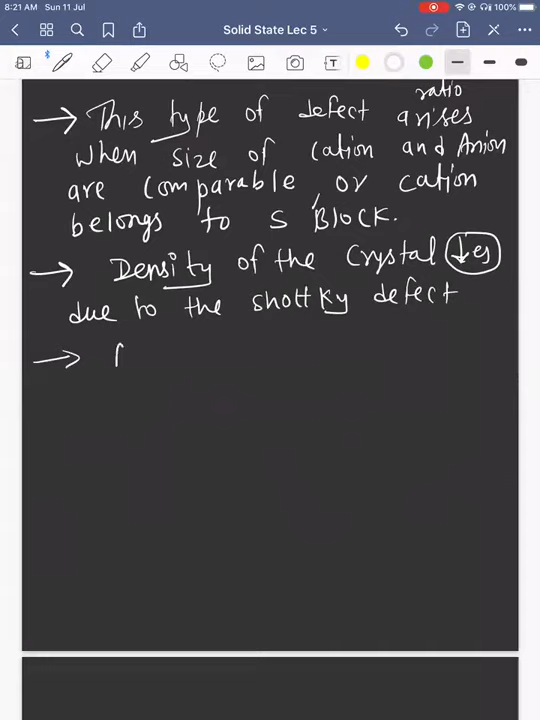 8:21 AM Sun 11 Jul
100%
Solid State Lec 5
ratio
→ This type of defect arises
when size of cation and Anion
are comparable, or cation
belongs to S BLOCK.
→ Density of the Crystal ↓es
due to the shottky defect
→